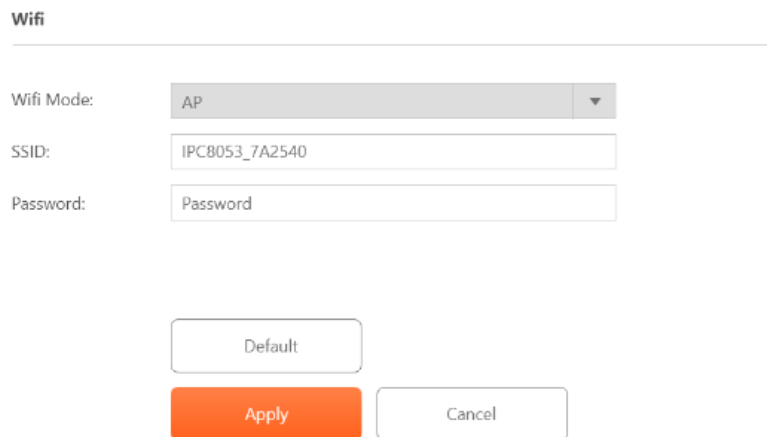 Wifi
Wifi Mode: AP
SSID: IPC8053_7A2540
Password: Password
Default
Apply Cancel